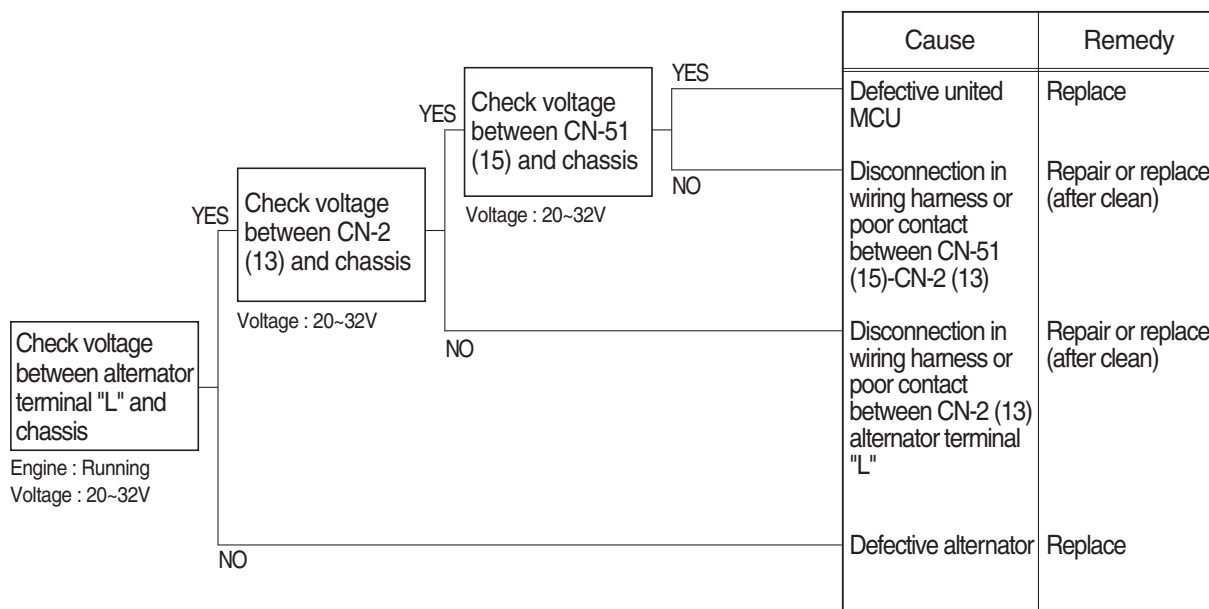 Cause
Remedy
YES
Check voltage
between CN-51
(15) and chassis
YES
Defective united
MCU
Replace
NO
Disconnection in
wiring harness or
poor contact
between CN-51
(15)-CN-2 (13)
Repair or replace
(after clean)
Voltage : 20~32V
YES
Check voltage
between CN-2
(13) and chassis
Voltage : 20~32V
NO
Disconnection in
wiring harness or
poor contact
between CN-2 (13)
alternator terminal
"L"
Repair or replace
(after clean)
Check voltage
between alternator
terminal "L" and
chassis
Engine : Running
Voltage : 20~32V
NO
Defective alternator
Replace